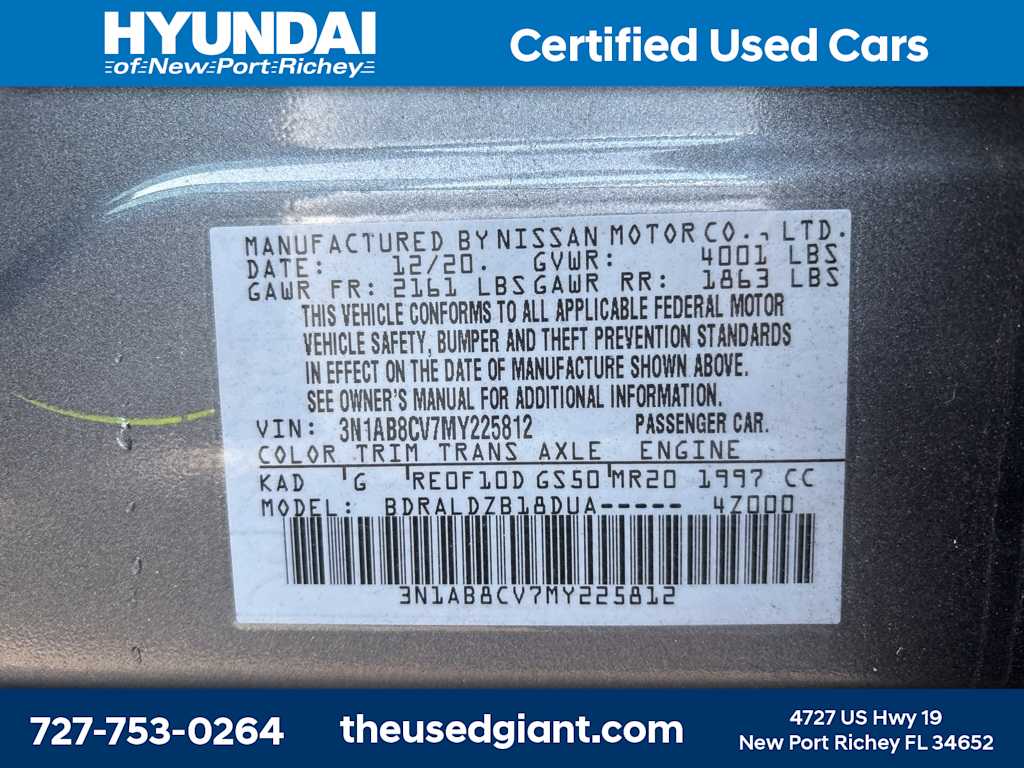 HYUNDAI
of New Port Richey
Certified Used Cars
MANUFACTURED BY NISSAN MOTOR CO., LTD.
DATE: 12/20. GVWR: 4001 LBS
GAWR FR: 2161 LBS GAWR RR: 1863 LBS
THIS VEHICLE CONFORMS TO ALL APPLICABLE FEDERAL MOTOR
VEHICLE SAFETY, BUMPER AND THEFT PREVENTION STANDARDS
IN EFFECT ON THE DATE OF MANUFACTURE SHOWN ABOVE.
SEE OWNER'S MANUAL FOR ADDITIONAL INFORMATION.
VIN: 3N1AB8CV7MY225812 PASSENGER CAR.
COLOR TRIM TRANS AXLE ENGINE
KAD G RE0F10D GS50 MR20 1997 CC
MODEL: BDRALDZB18DUA----- 4Z000
3N1AB8CV7MY225812
727-753-0264
theusedgiant.com
4727 US Hwy 19
New Port Richey FL 34652